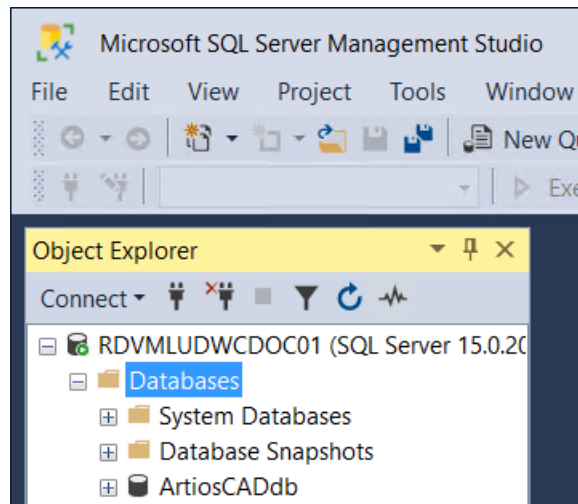 Microsoft SQL Server Management Studio
File Edit View Project Tools Window
New Qu
Exe
Object Explorer
Connect
RDVMLUDWCDOC01 (SQL Server 15.0.20
Databases
System Databases
Database Snapshots
ArtiosCADdb